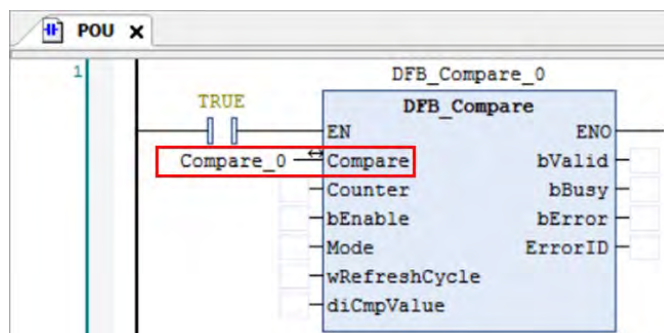 POU
1
DFB_Compare_0
TRUE
DFB_Compare
EN ENO
Compare_0 Compare bValid
Counter bBusy
bEnable bError
Mode ErrorID
wRefreshCycle
diCmpValue